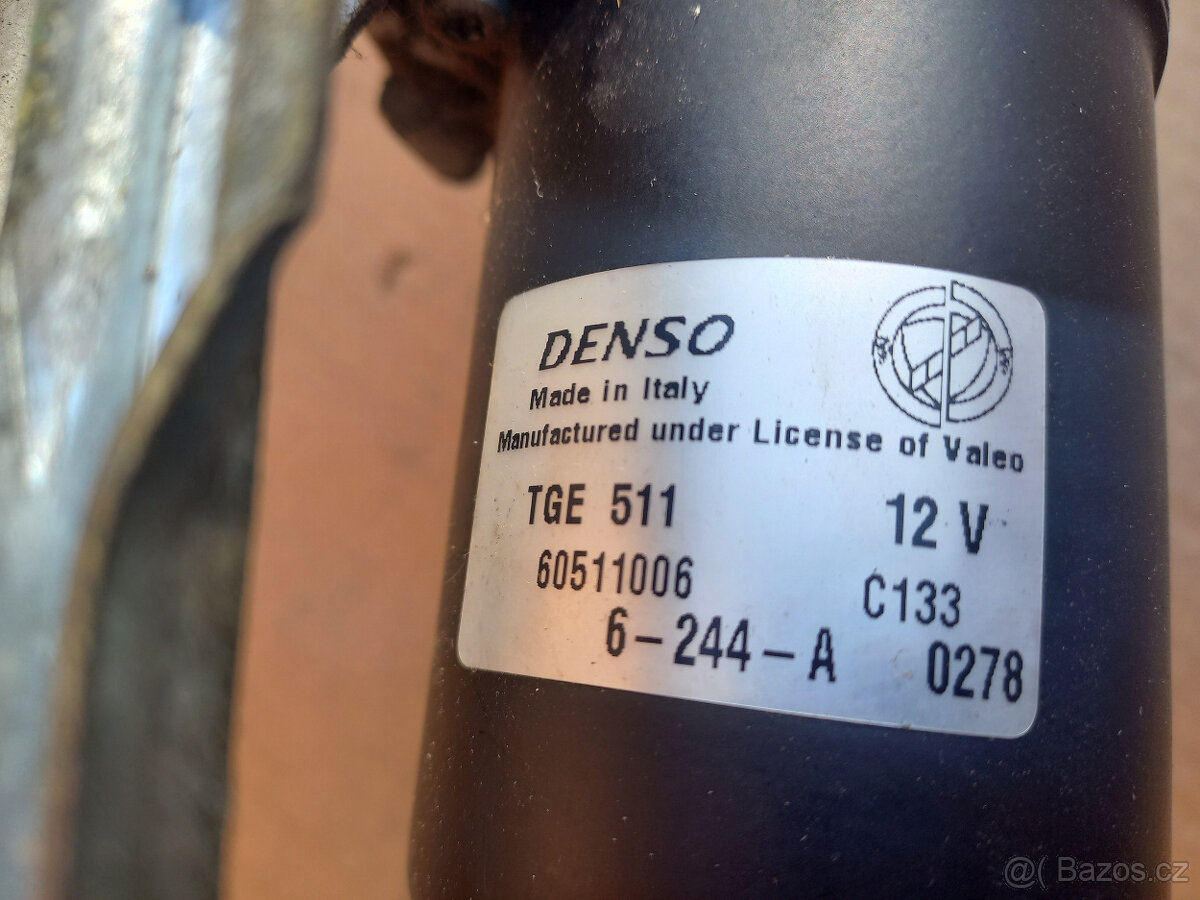 DENSO
Made in Italy
Manufactured under License of Valeo
TGE 511 12 V
60511006 C133
6-244-A 0278
@( Bazos.cz